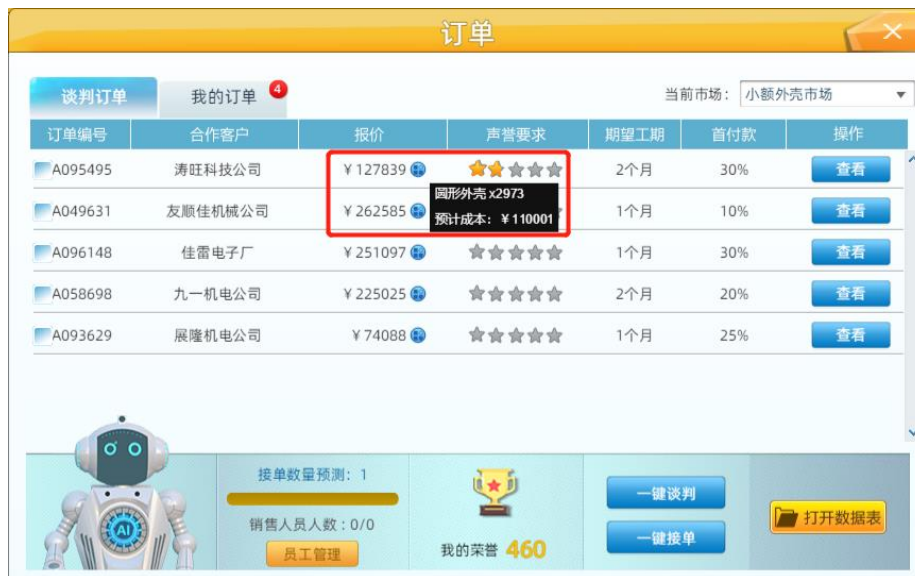 订单
谈判订单 我的订单 4 当前市场： 小额外壳市场
订单编号 合作客户 报价 声誉要求 期望工期 首付款 操作
A095495 涛旺科技公司 ￥127839 2个月 30% 查看
圆形外壳 x2973
预计成本：￥110001
A049631 友顺佳机械公司 ￥262585 1个月 10% 查看
A096148 佳雷电子厂 ￥251097 1个月 30% 查看
A058698 九一机电公司 ￥225025 2个月 20% 查看
A093629 展隆机电公司 ￥74088 1个月 25% 查看
接单数量预测：1
销售人员人数：0/0
员工管理
AI
我的荣誉 460
一键谈判
一键接单
打开数据表